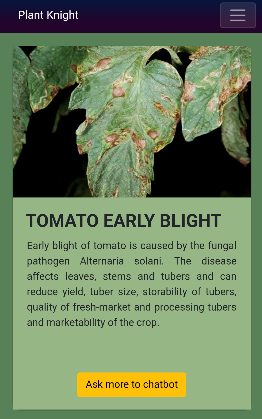 Plant Knight
TOMATO EARLY BLIGHT
Early blight of tomato is caused by the fungal
pathogen Alternaria solani. The disease
affects leaves, stems and tubers and can
reduce yield, tuber size, storability of tubers,
quality of fresh-market and processing tubers
and marketability of the crop.
Ask more to chatbot